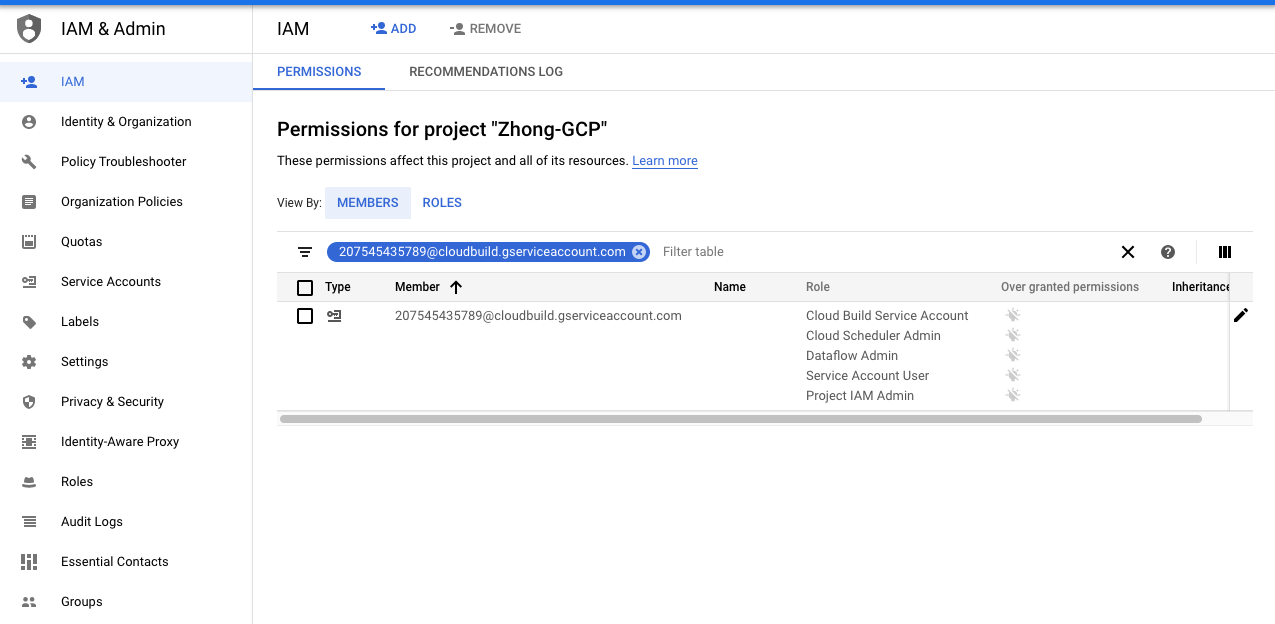 IAM & Admin
IAM
Identity & Organization
Policy Troubleshooter
Organization Policies
Quotas
Service Accounts
Labels
Settings
Privacy & Security
Identity-Aware Proxy
Roles
Audit Logs
Essential Contacts
Groups
IAM
ADD
REMOVE
PERMISSIONS
RECOMMENDATIONS LOG
Permissions for project "Zhong-GCP"
These permissions affect this project and all of its resources. Learn more
View By: MEMBERS ROLES
207545435789@cloudbuild.gserviceaccount.com Filter table
Type Member Name Role Over granted permissions Inheritance
207545435789@cloudbuild.gserviceaccount.com Cloud Build Service Account
Cloud Scheduler Admin
Dataflow Admin
Service Account User
Project IAM Admin